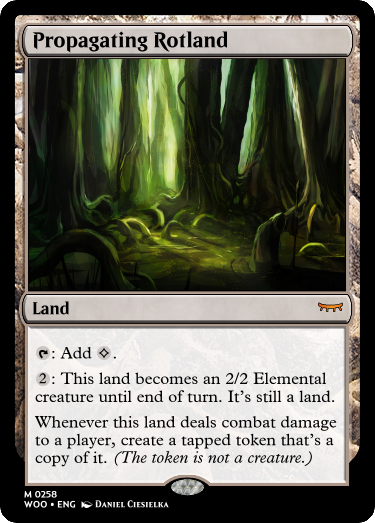 Propagating Rotland
Land
: Add .
2: This land becomes an 2/2 Elemental
creature until end of turn. It's still a land.
Whenever this land deals combat damage
to a player, create a tapped token that's a
copy of it. (The token is not a creature.)
M 0258
WOO • ENG DANIEL CIESIELKA